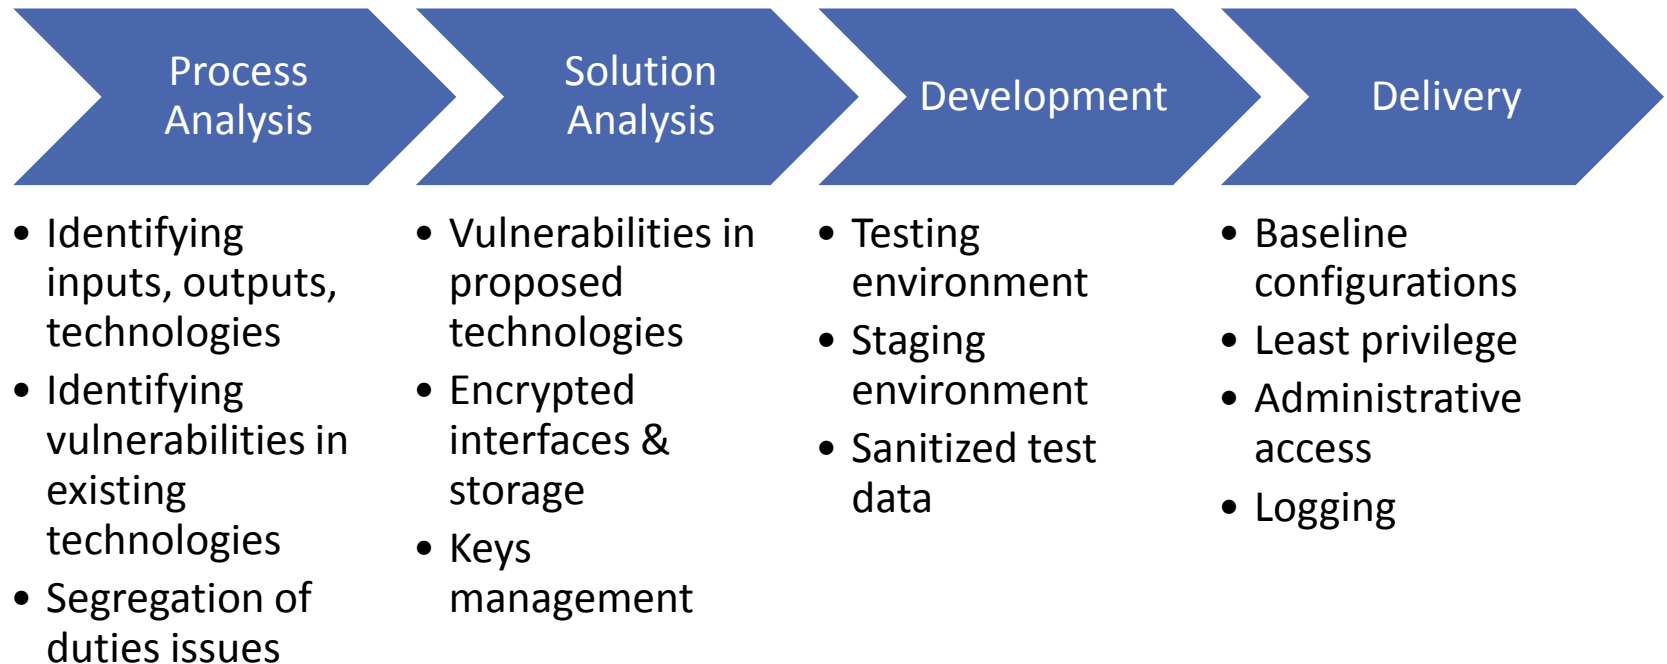 Process
Analysis
Solution
Analysis
Development
Delivery
• Identifying
inputs, outputs,
technologies
• Identifying
vulnerabilities in
existing
technologies
• Segregation of
duties issues
• Vulnerabilities in
proposed
technologies
• Encrypted
interfaces &
storage
• Keys
management
• Testing
environment
• Staging
environment
• Sanitized test
data
• Baseline
configurations
• Least privilege
• Administrative
access
• Logging